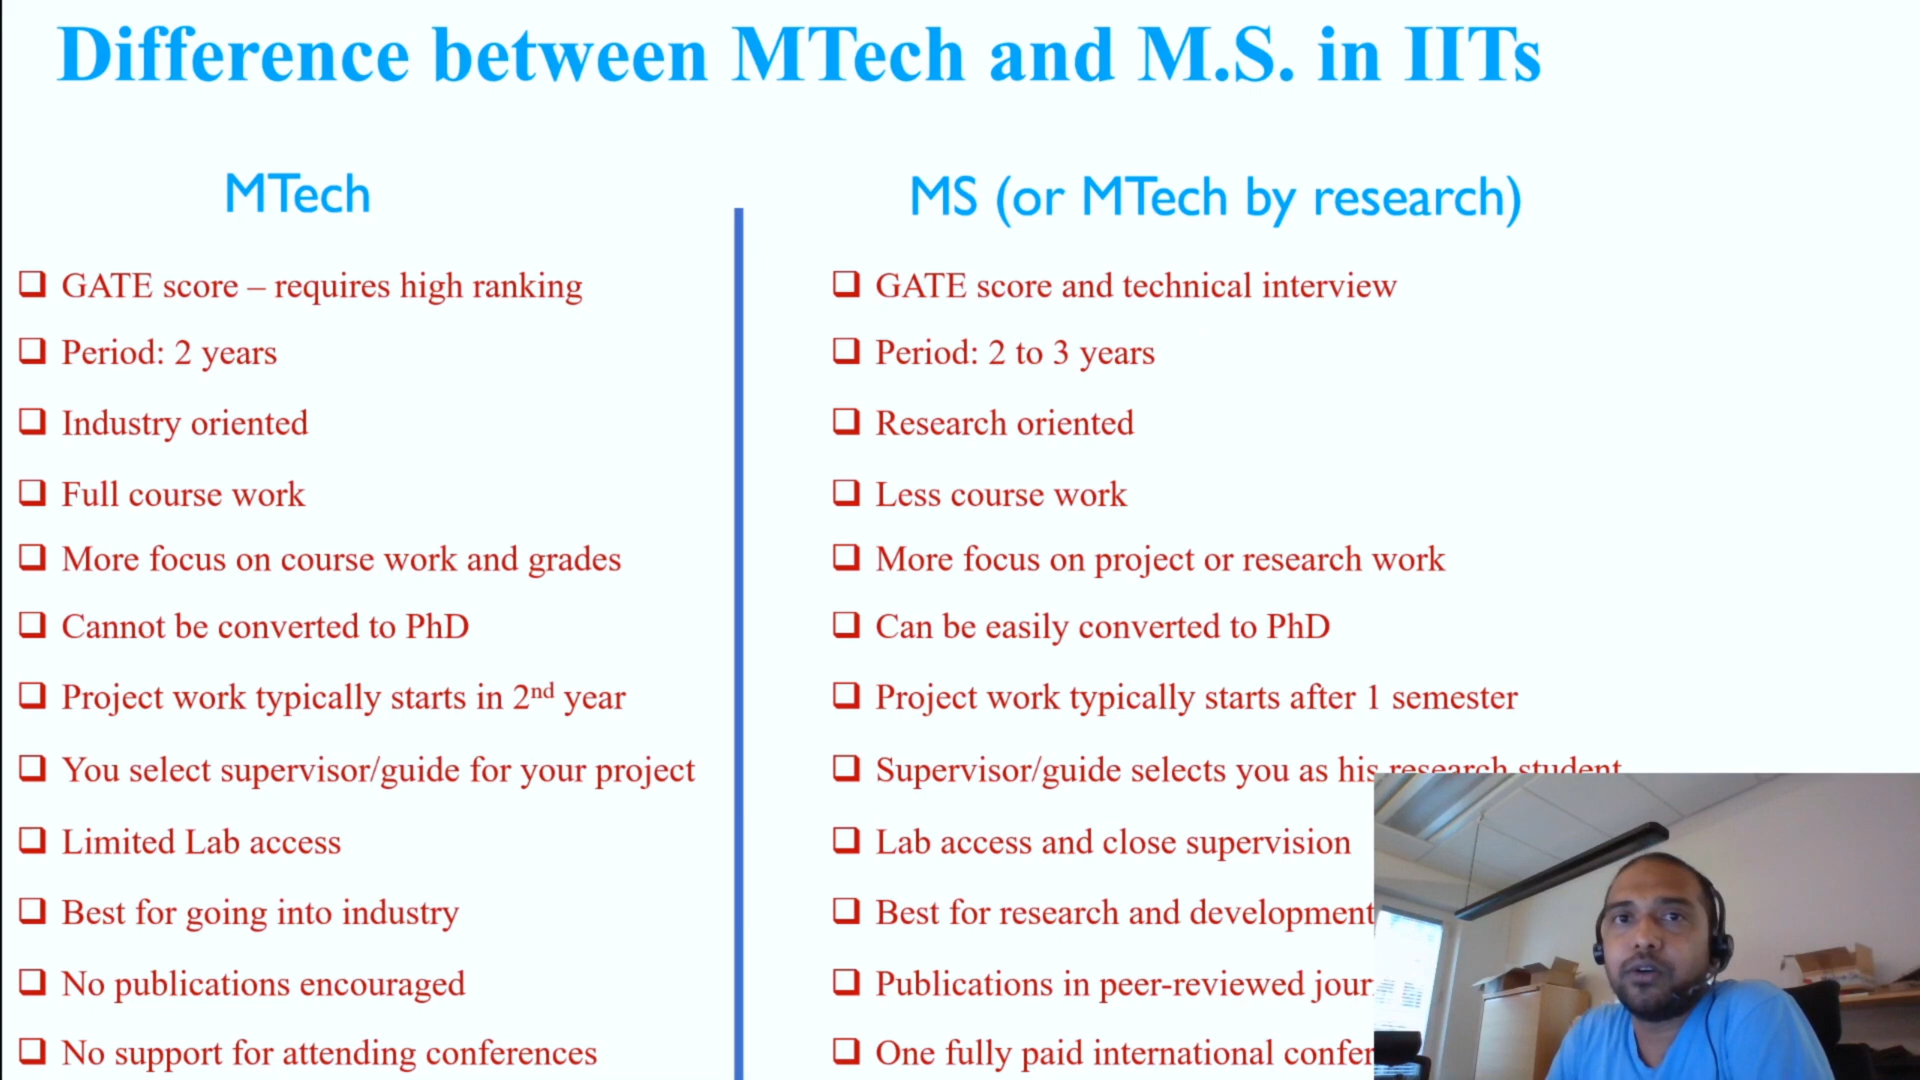 Difference between MTech and M.S. in IITs
MTech
❑ GATE score – requires high ranking
❑ Period: 2 years
❑ Industry oriented
❑ Full course work
❑ More focus on course work and grades
❑ Cannot be converted to PhD
❑ Project work typically starts in 2nd year
❑ You select supervisor/guide for your project
❑ Limited Lab access
❑ Best for going into industry
❑ No publications encouraged
❑ No support for attending conferences
MS (or MTech by research)
❑ GATE score and technical interview
❑ Period: 2 to 3 years
❑ Research oriented
❑ Less course work
❑ More focus on project or research work
❑ Can be easily converted to PhD
❑ Project work typically starts after 1 semester
❑ Supervisor/guide selects you as his research student
❑ Lab access and close supervision
❑ Best for research and development
❑ Publications in peer-reviewed jour
❑ One fully paid international confer